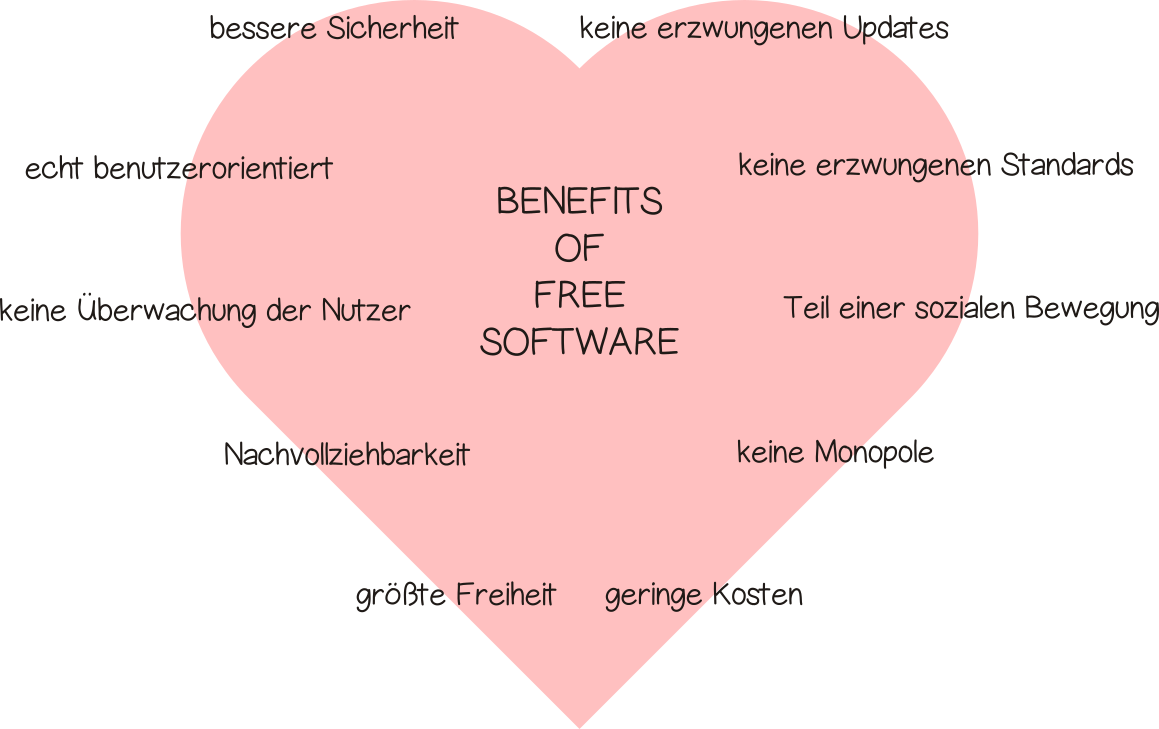 bessere Sicherheit
keine erzwungenen Updates
echt benutzerorientiert
keine erzwungenen Standards
BENEFITS
OF
FREE
SOFTWARE
keine Überwachung der Nutzer
Teil einer sozialen Bewegung
Nachvollziehbarkeit
keine Monopole
größte Freiheit
geringe Kosten